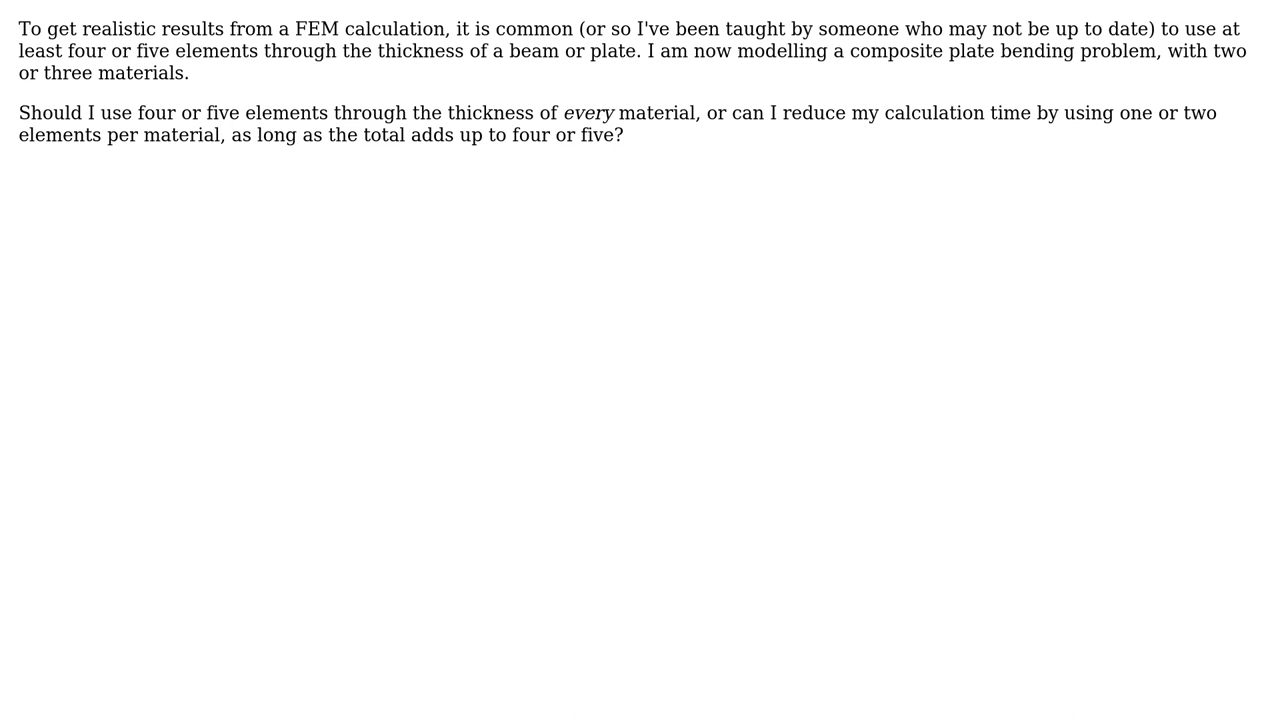 To get realistic results from a FEM calculation, it is common (or so I've been taught by someone who may not be up to date) to use at
least four or five elements through the thickness of a beam or plate. I am now modelling a composite plate bending problem, with two
or three materials.
Should I use four or five elements through the thickness of every material, or can I reduce my calculation time by using one or two
elements per material, as long as the total adds up to four or five?